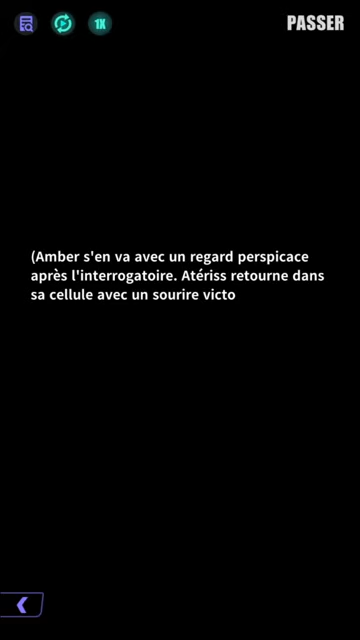 1X
PASSER
(Amber s'en va avec un regard perspicace
après l'interrogatoire. Atériss retourne dans
sa cellule avec un sourire victo